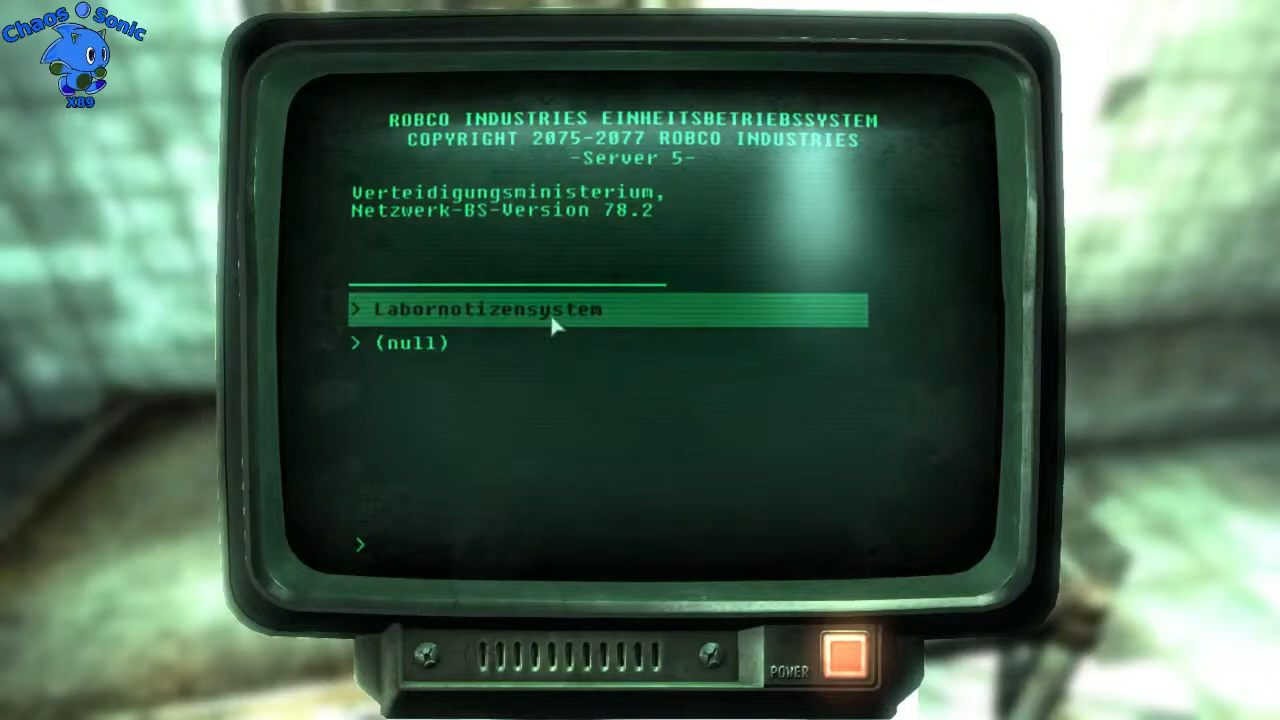 Chaos Sonic
X89
ROBCO INDUSTRIES EINHEITSBETRIEBSSYSTEM
COPYRIGHT 2075-2077 ROBCO INDUSTRIES
-Server 5-
Verteidigungsministerium,
Netzwerk-BS-Version 78.2
> Labornotizensystem
> (null)
>
POWER